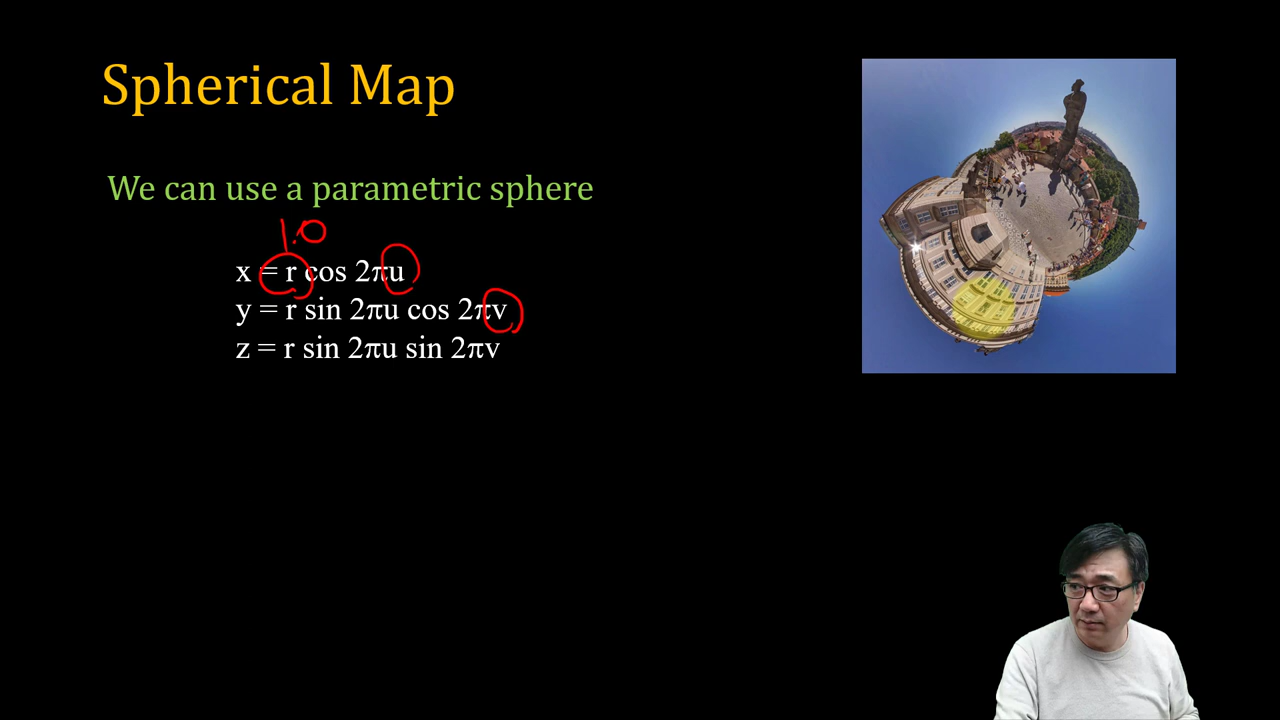 Spherical Map
We can use a parametric sphere
1.0
x = r cos 2πu
y = r sin 2πu cos 2πv
z = r sin 2πu sin 2πv